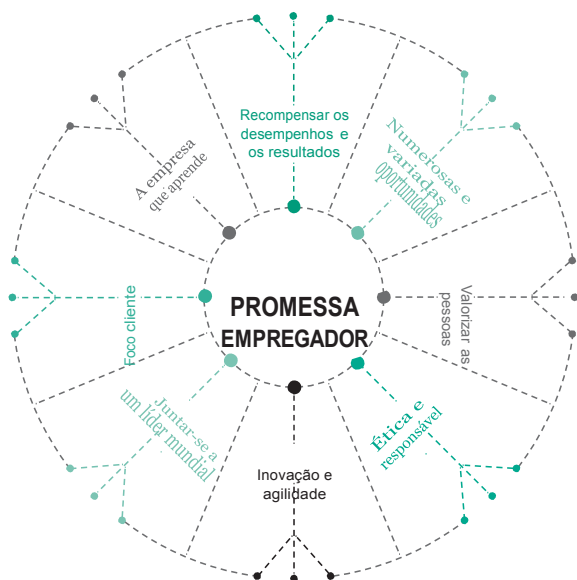 Recompensar os
desempenhos e
os resultados
Numerosas e
variadas
oportunidades
A empresa
que aprende
Valorizar as
pessoas
PROMESSA
EMPREGADOR
Foco cliente
Ética e
responsável
Juntar-se a
um líder mundial
Inovação e
agilidade